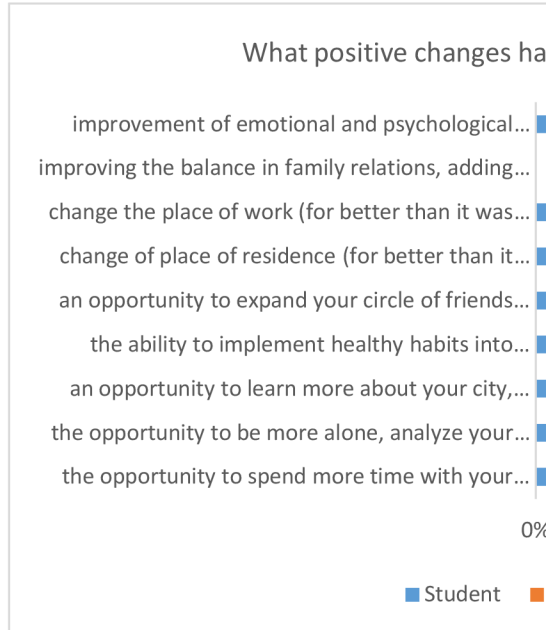 What positive changes ha
improvement of emotional and psychological...
improving the balance in family relations, adding...
change the place of work (for better than it was...
change of place of residence (for better than it...
an opportunity to expand your circle of friends...
the ability to implement healthy habits into...
an opportunity to learn more about your city,...
the opportunity to be more alone, analyze your...
the opportunity to spend more time with your...
0%
Student